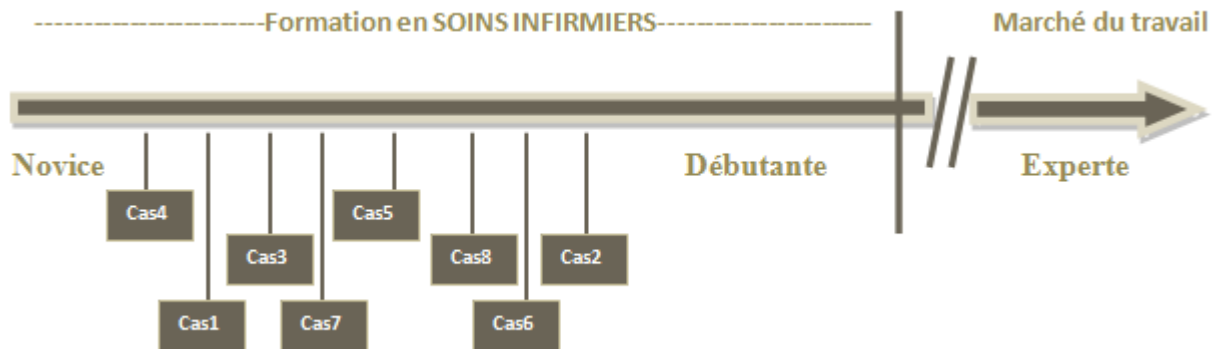 -------------------------Formation en SOINS INFIRMIERS------------------------- Marché du travail
Novice Débutante Experte
Cas4 Cas5
Cas3 Cas8 Cas2
Cas1 Cas7 Cas6